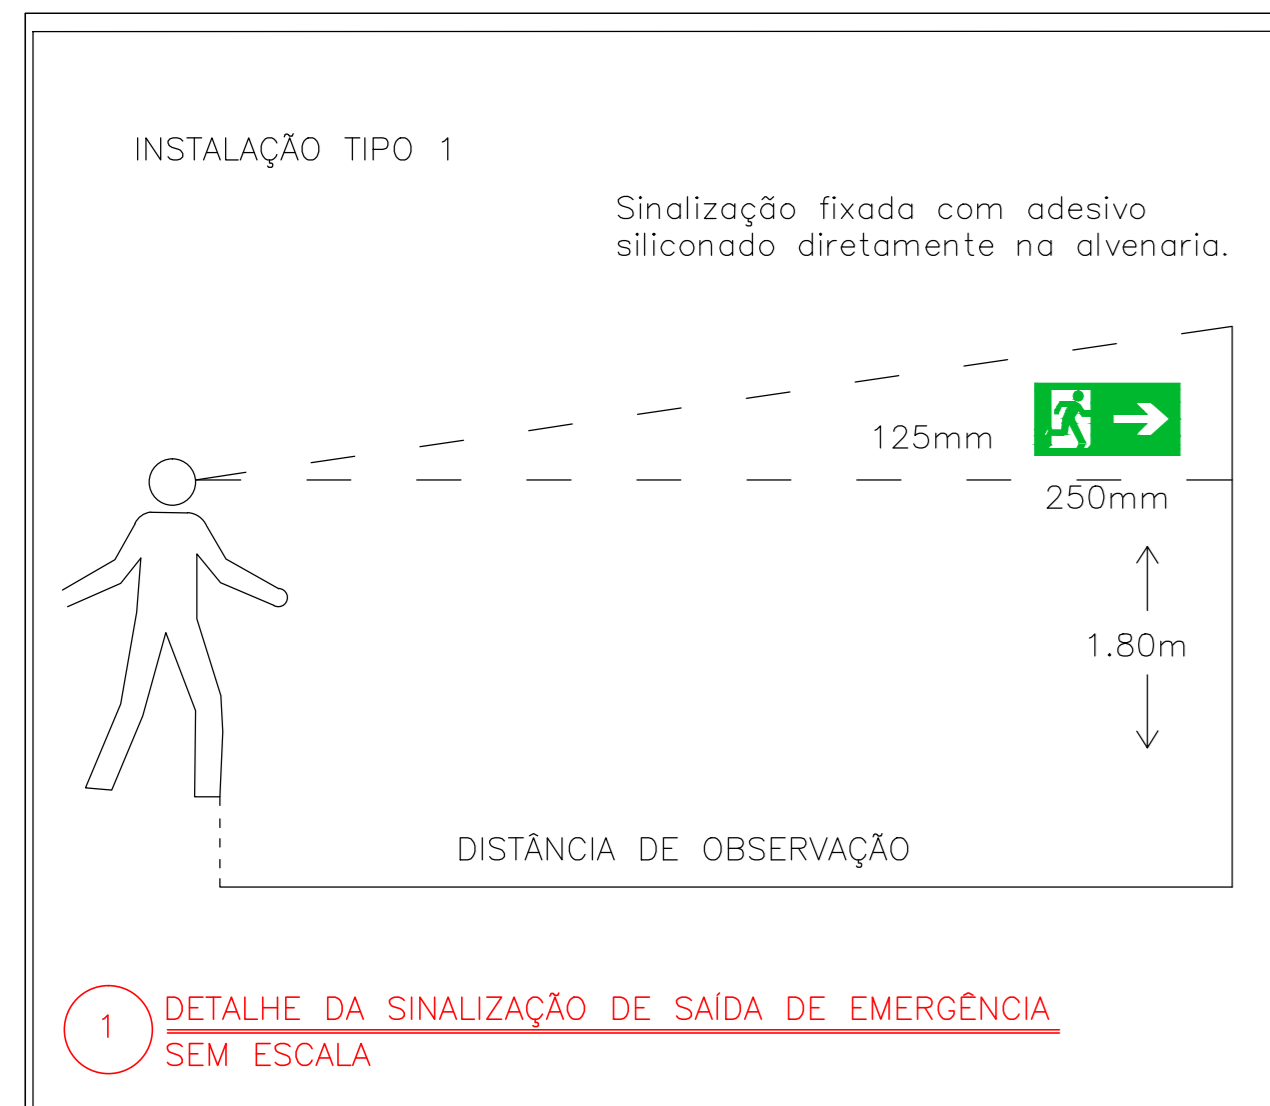 INSTALAÇÃO TIPO 1
Sinalização fixada com adesivo
siliconado diretamente na alvenaria.
125mm
250mm
1.80m
DISTÂNCIA DE OBSERVAÇÃO
1
DETALHE DA SINALIZAÇÃO DE SAÍDA DE EMERGÊNCIA
SEM ESCALA